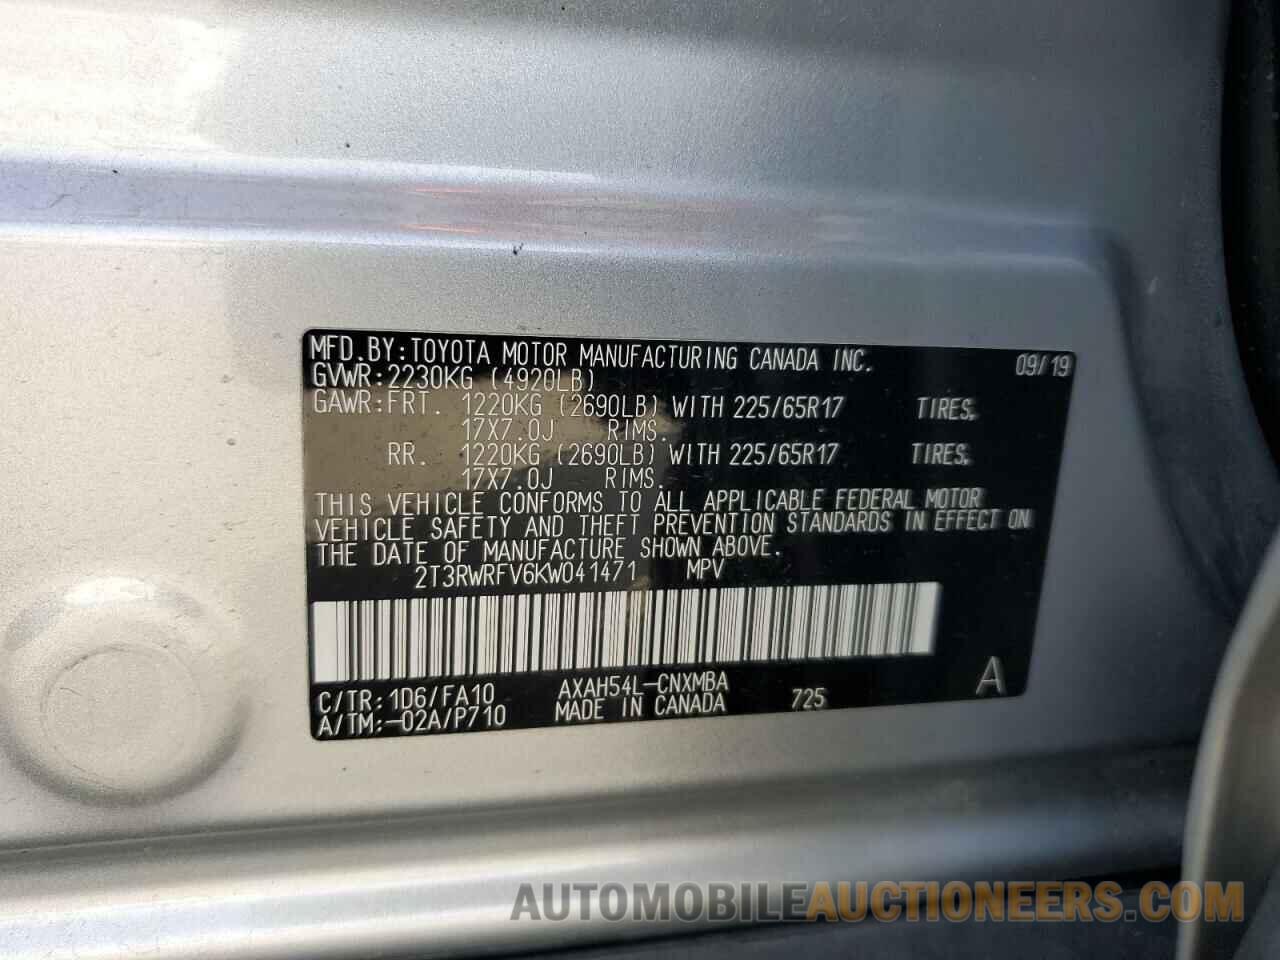 MFD.BY:TOYOTA MOTOR MANUFACTURING CANADA INC. 09/19
GVWR:2230KG (4920LB)
GAWR:FRT. 1220KG (2690LB) WITH 225/65R17 TIRES,
17X7.0J RIMS.
RR. 1220KG (2690LB) WITH 225/65R17 TIRES,
17X7.0J RIMS.
THIS VEHICLE CONFORMS TO ALL APPLICABLE FEDERAL MOTOR
VEHICLE SAFETY AND THEFT PREVENTION STANDARDS IN EFFECT ON
THE DATE OF MANUFACTURE SHOWN ABOVE.
2T3RWRFV6KW041471 MPV
C/TR:1D6/FA10 AXAH54L-CNXMBA 725 A
A/TM:-02A/P710 MADE IN CANADA
AUTOMOBILEAUCTIONEERS.COM